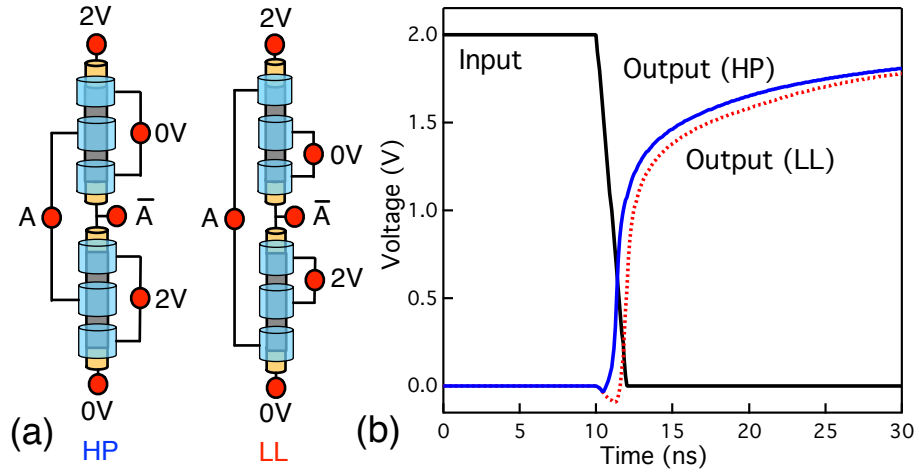 2V
0V
A
A̅
2V
0V
(a)
HP
2V
0V
A
A̅
2V
0V
LL
2.0
1.5
1.0
0.5
0.0
Voltage (V)
Input
Output (HP)
Output (LL)
0
5
10
15
20
25
30
Time (ns)
(b)